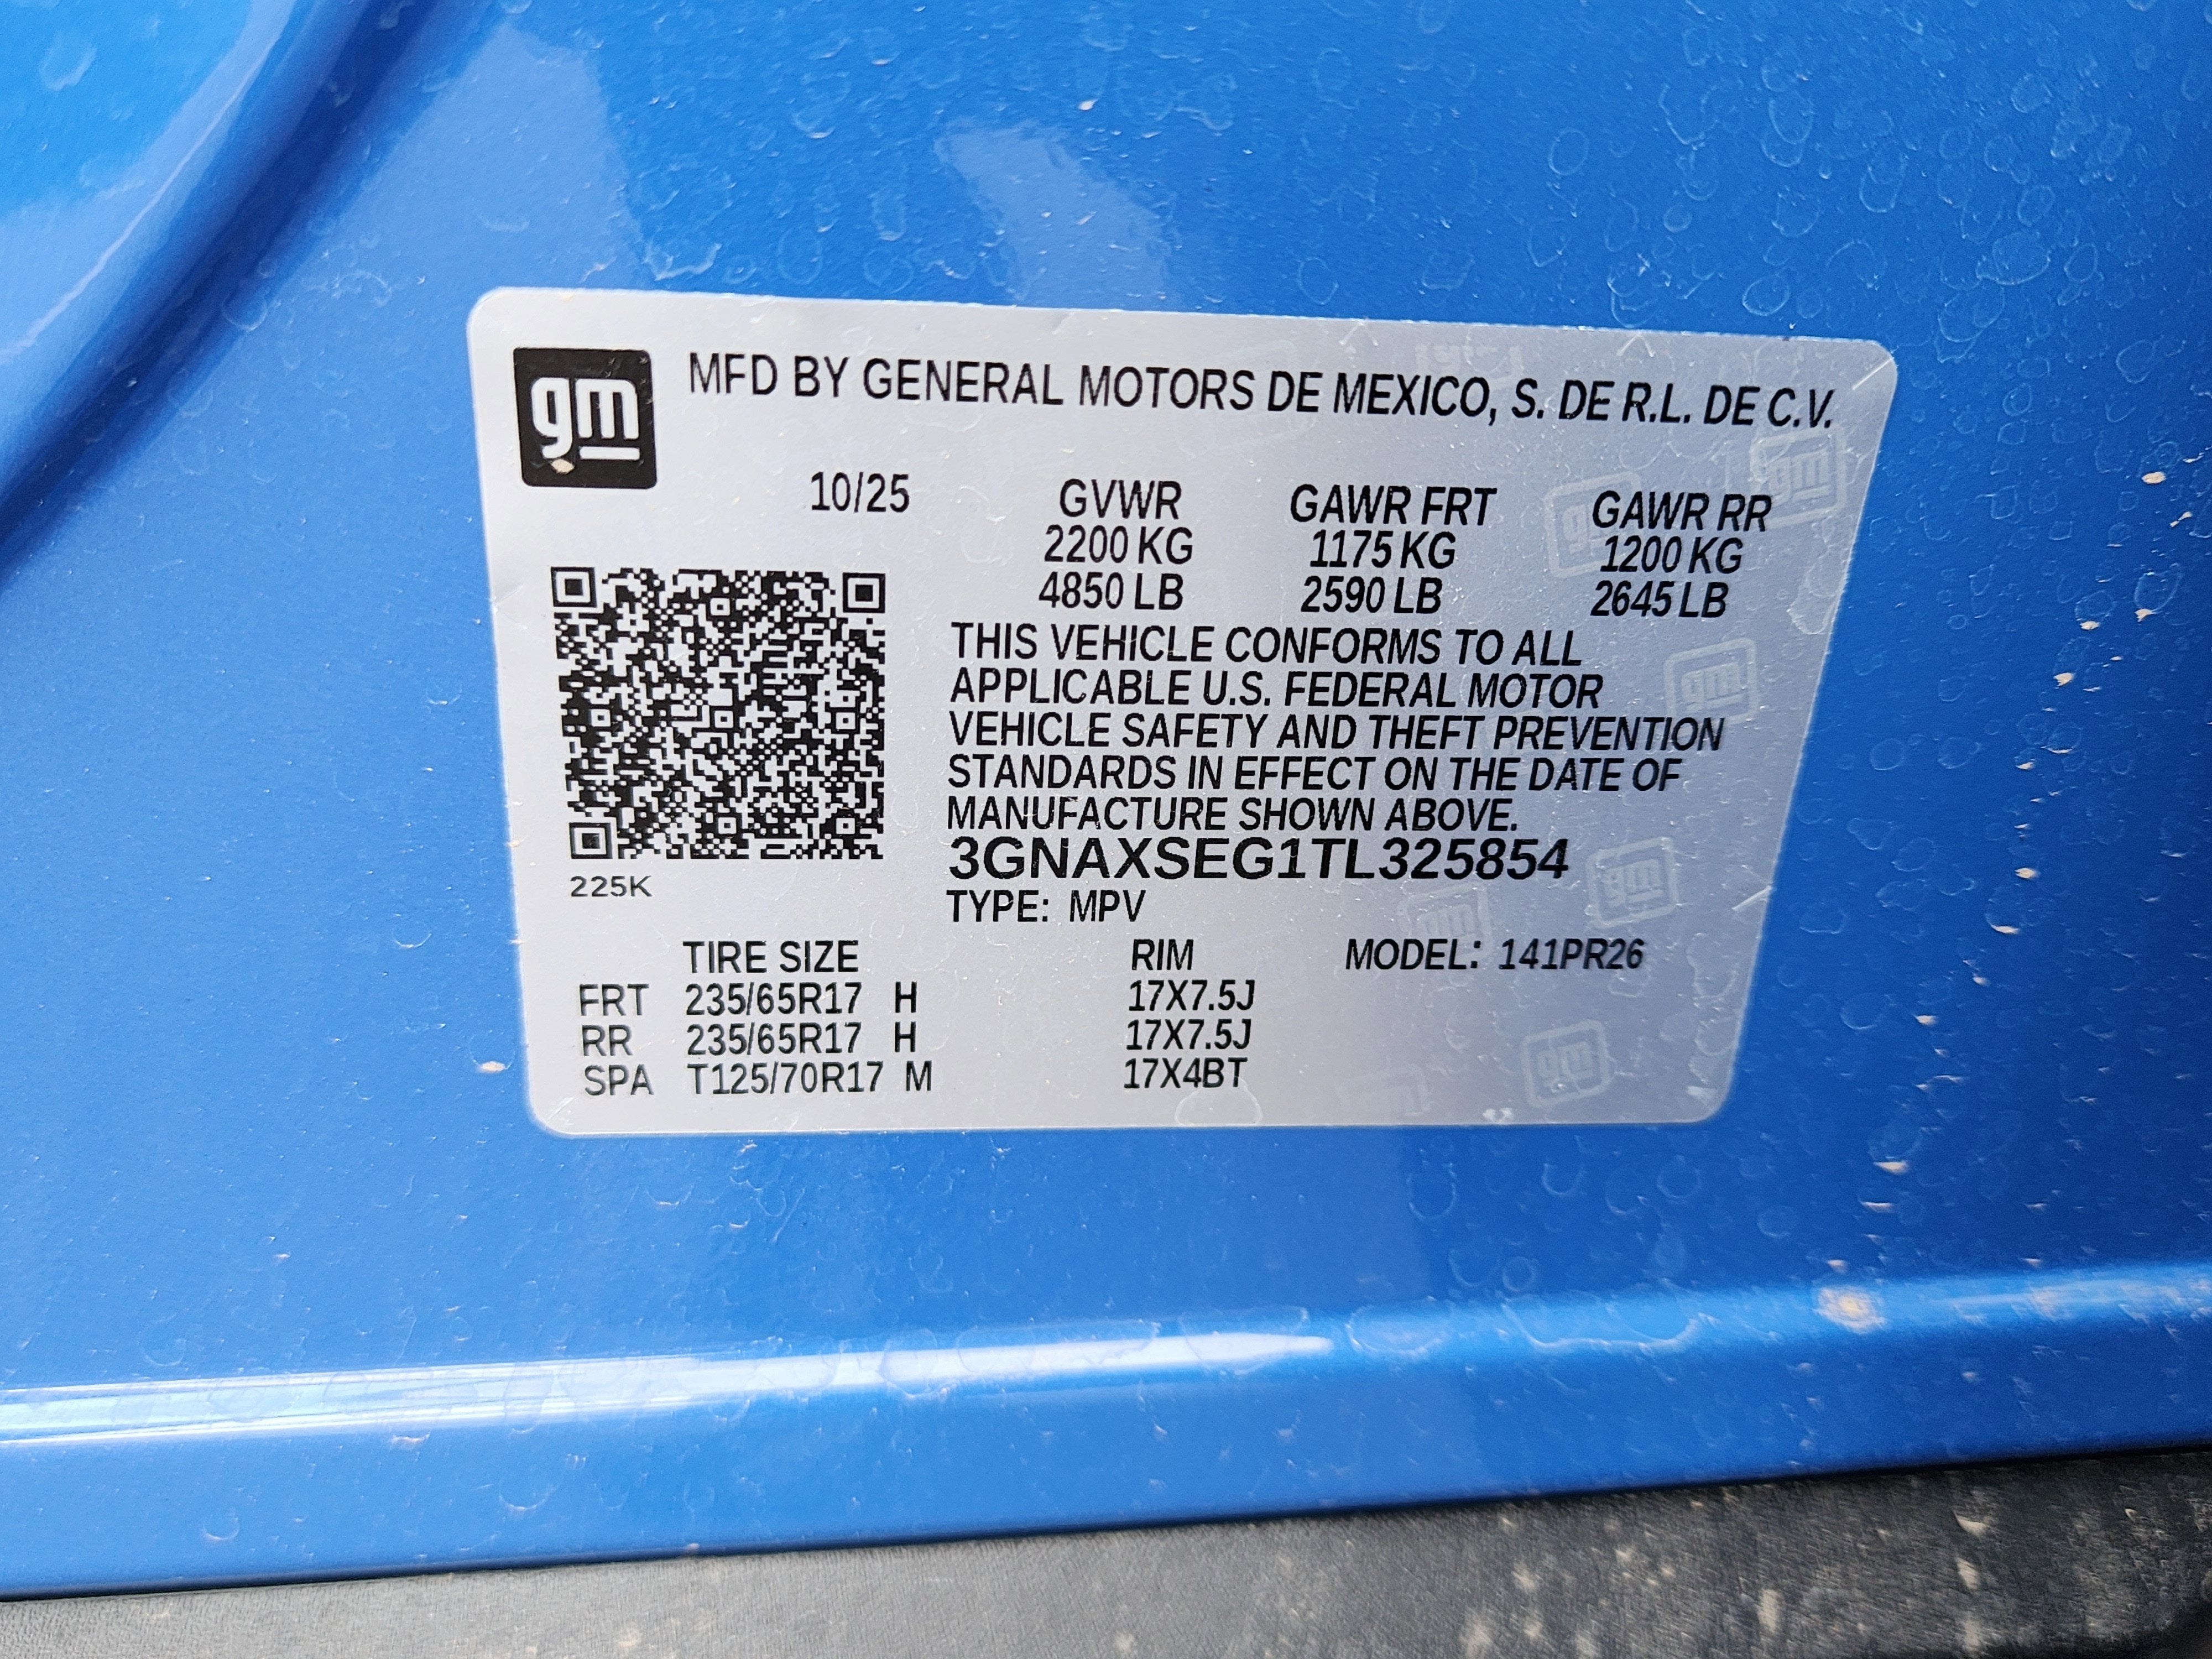 gm
MFD BY GENERAL MOTORS DE MEXICO, S. DE R.L. DE C.V.
10/25 GVWR GAWR FRT GAWR RR
2200 KG 1175 KG 1200 KG
4850 LB 2590 LB 2645 LB
THIS VEHICLE CONFORMS TO ALL
APPLICABLE U.S. FEDERAL MOTOR
VEHICLE SAFETY AND THEFT PREVENTION
STANDARDS IN EFFECT ON THE DATE OF
MANUFACTURE SHOWN ABOVE.
3GNAXSEG1TL325854
225K
TYPE: MPV
TIRE SIZE RIM MODEL: 141PR26
FRT 235/65R17 H 17X7.5J
RR 235/65R17 H 17X7.5J
SPA T125/70R17 M 17X4BT